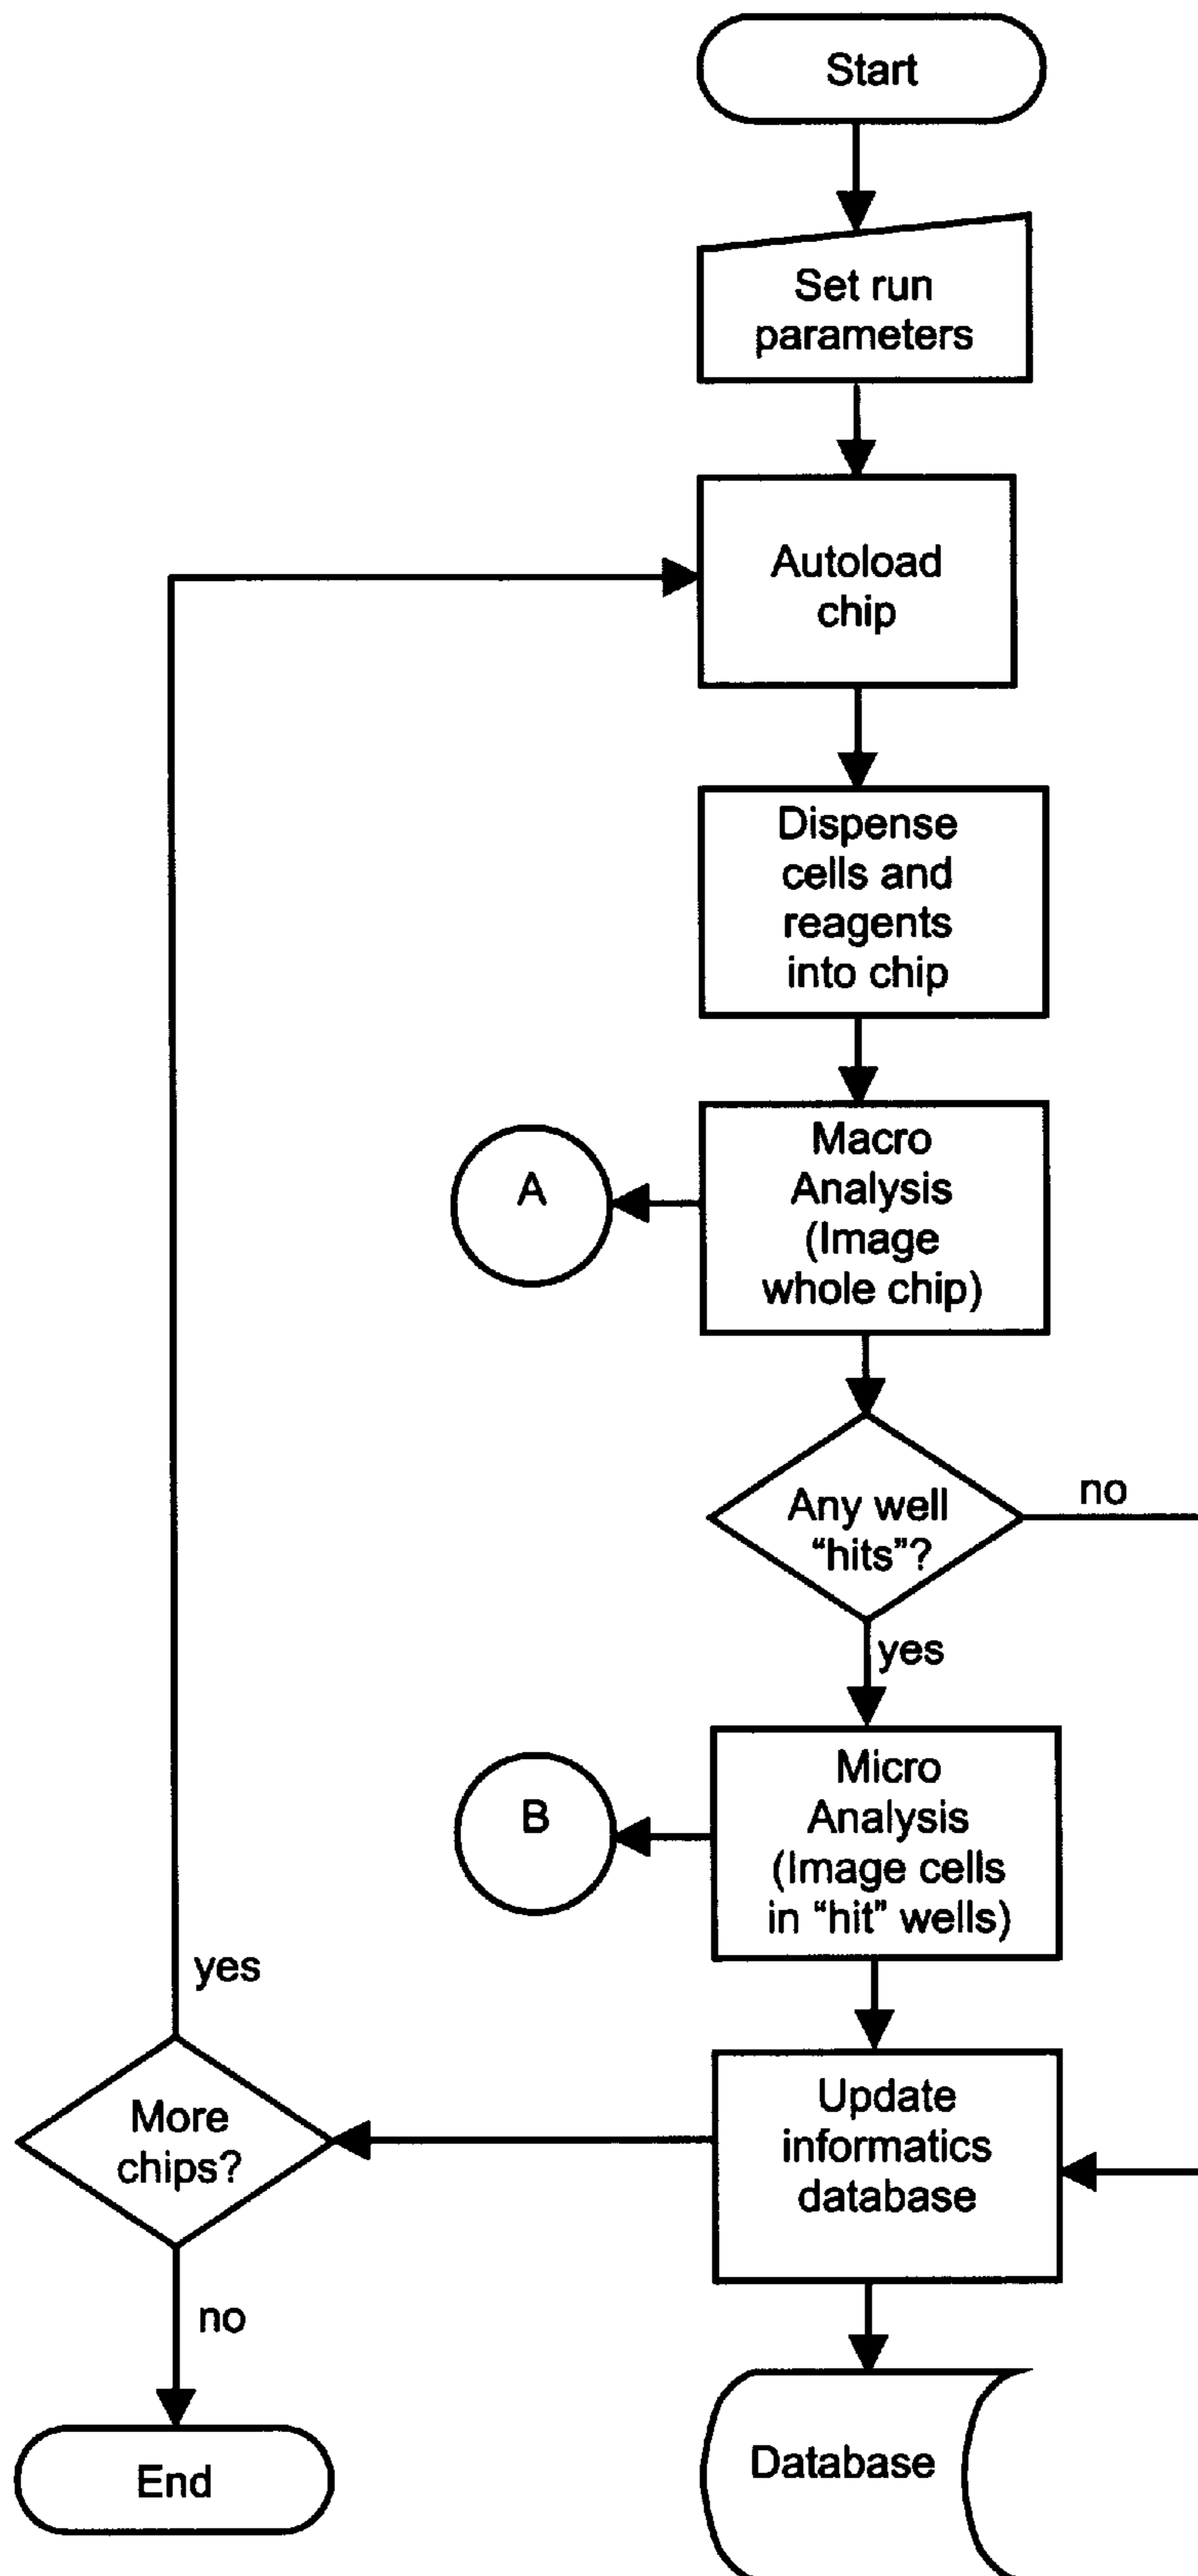 Start
Set run
parameters
Autoload
chip
Dispense
cells and
reagents
into chip
Macro
Analysis
(Image
whole chip)
A
Any well
“hits”?
no
yes
Micro
Analysis
(Image cells
in “hit” wells)
B
Update
informatics
database
More
chips?
yes
no
End
Database